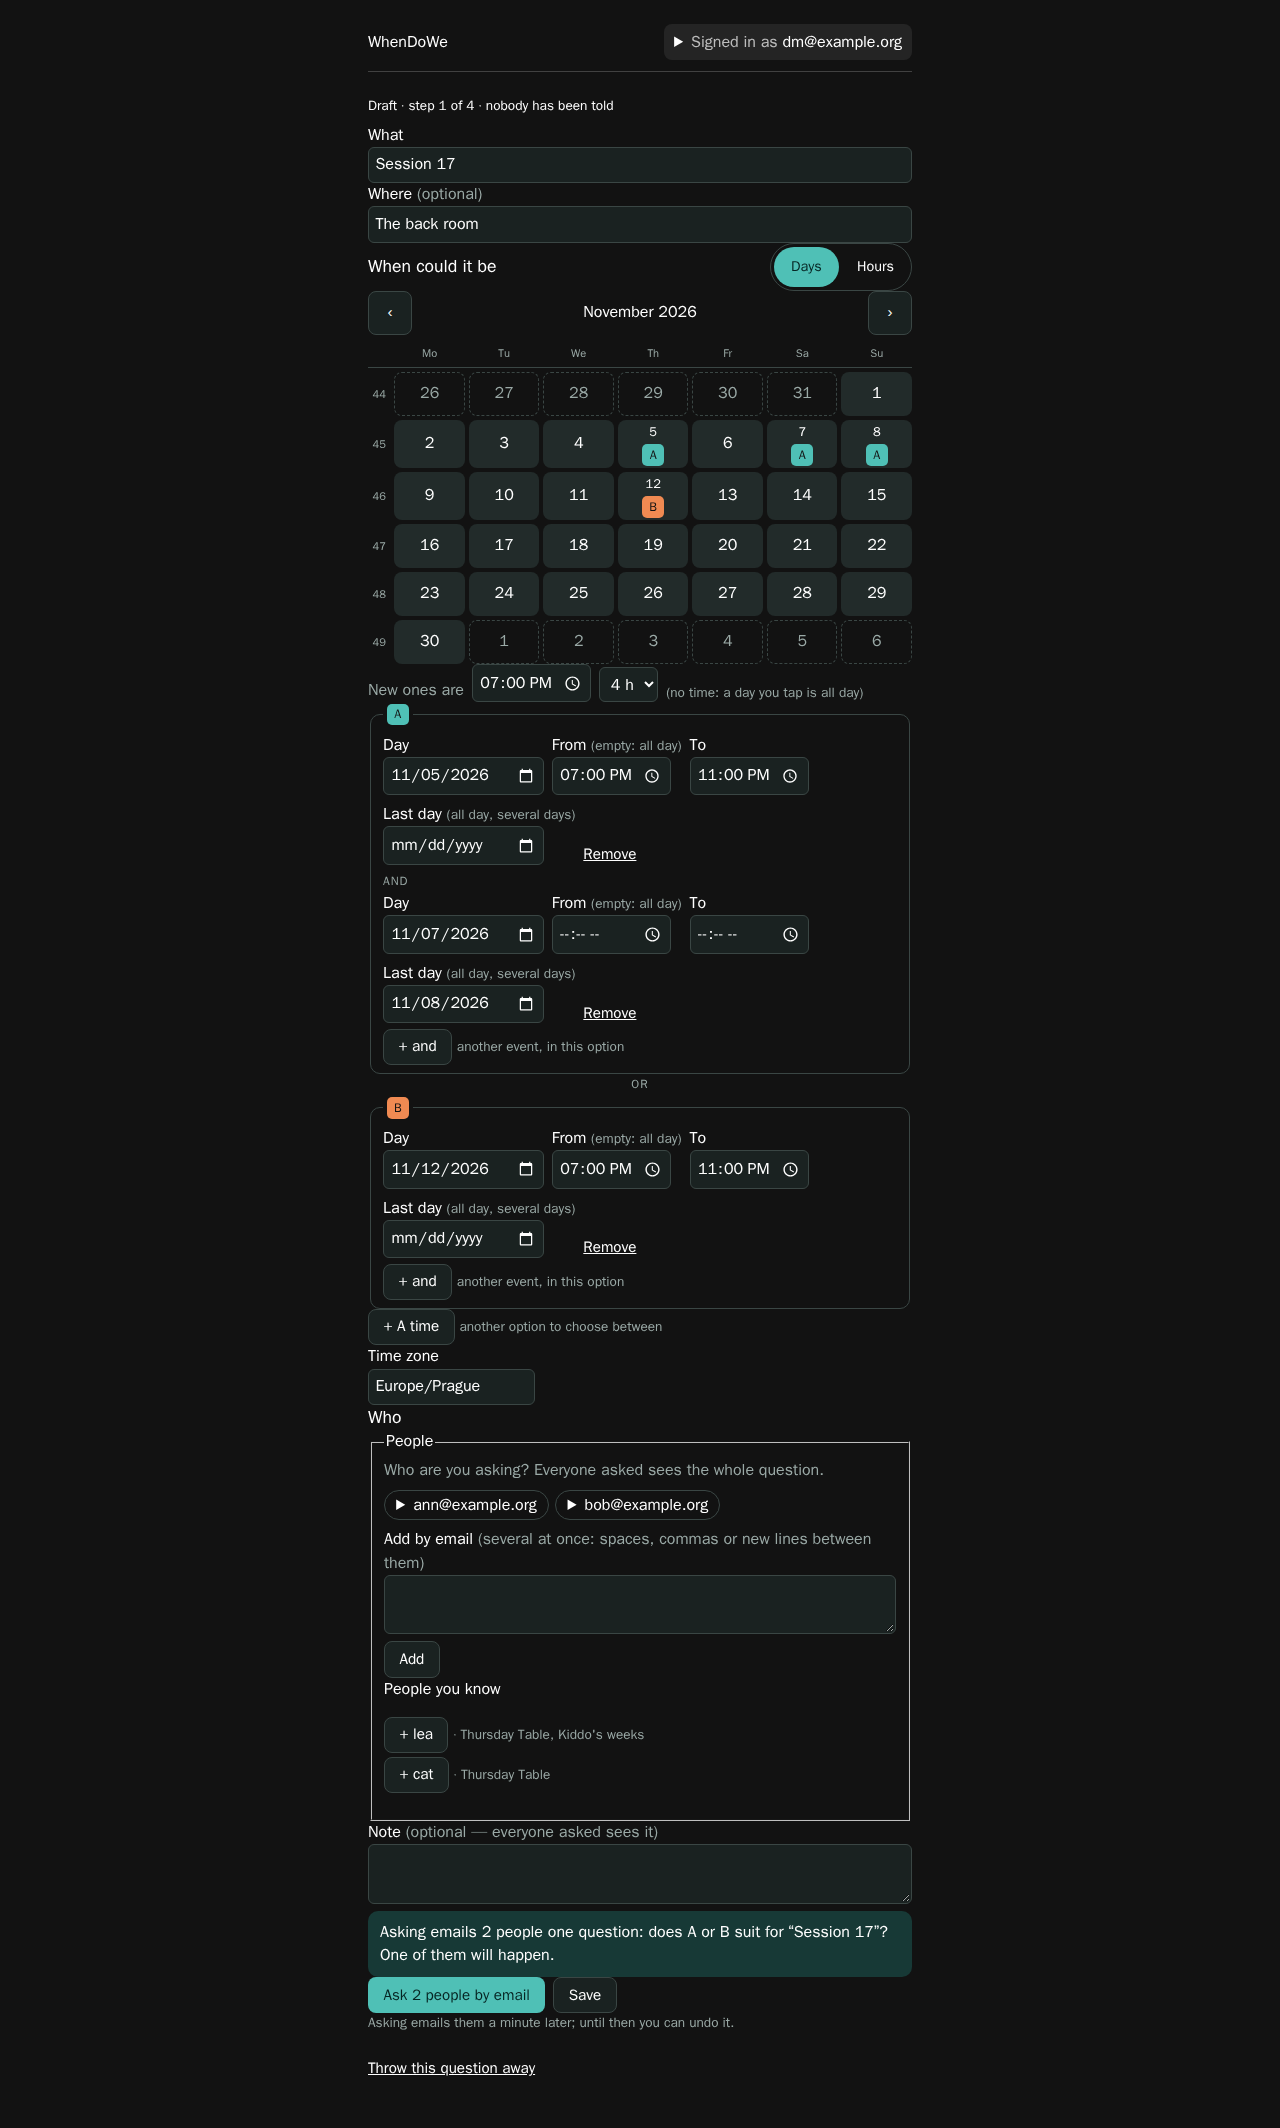 WhenDoWe
▶ Signed in as dm@example.org
Draft · step 1 of 4 · nobody has been told
What
Session 17
Where (optional)
The back room
When could it be
Days Hours
‹ November 2026 ›
Mo Tu We Th Fr Sa Su
44 26 27 28 29 30 31 1
45 2 3 4 5 A 6 7 A 8 A
46 9 10 11 12 B 13 14 15
47 16 17 18 19 20 21 22
48 23 24 25 26 27 28 29
49 30 1 2 3 4 5 6
New ones are 07:00 PM 4 h (no time: a day you tap is all day)
A
Day From (empty: all day) To
11/05/2026 07:00 PM 11:00 PM
Last day (all day, several days)
mm/dd/yyyy Remove
AND
Day From (empty: all day) To
11/07/2026 --:-- -- --:-- --
Last day (all day, several days)
11/08/2026 Remove
+ and another event, in this option
OR
B
Day From (empty: all day) To
11/12/2026 07:00 PM 11:00 PM
Last day (all day, several days)
mm/dd/yyyy Remove
+ and another event, in this option
+ A time another option to choose between
Time zone
Europe/Prague
Who
People
Who are you asking? Everyone asked sees the whole question.
▶ ann@example.org ▶ bob@example.org
Add by email (several at once: spaces, commas or new lines between
them)
Add
People you know
+ lea · Thursday Table, Kiddo's weeks
+ cat · Thursday Table
Note (optional — everyone asked sees it)
Asking emails 2 people one question: does A or B suit for “Session 17”?
One of them will happen.
Ask 2 people by email Save
Asking emails them a minute later; until then you can undo it.
Throw this question away